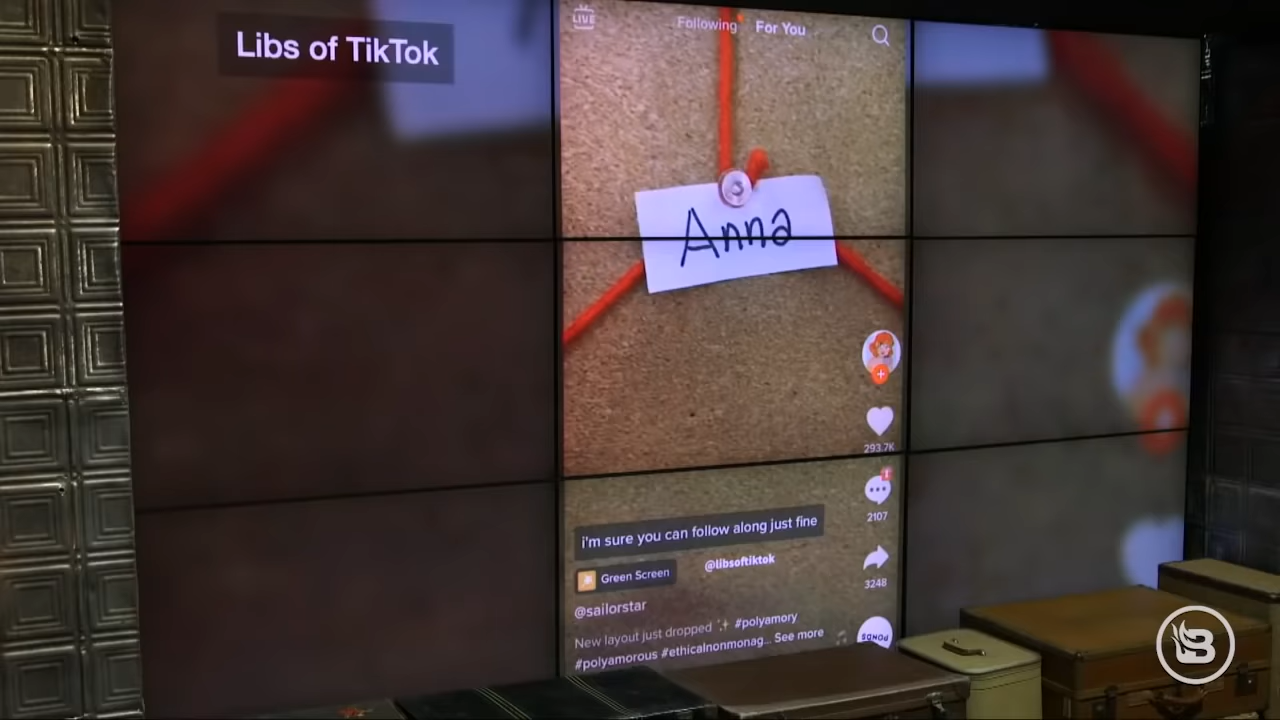 Libs of TikTok
LIVE
Following
For You
Anna
293.7K
2107
3248
i'm sure you can follow along just fine
@libsoftiktok
Green Screen
@sailorstar
New layout just dropped ✨ #polyamory
#polyamorous #ethicalnonmonag... See more
B